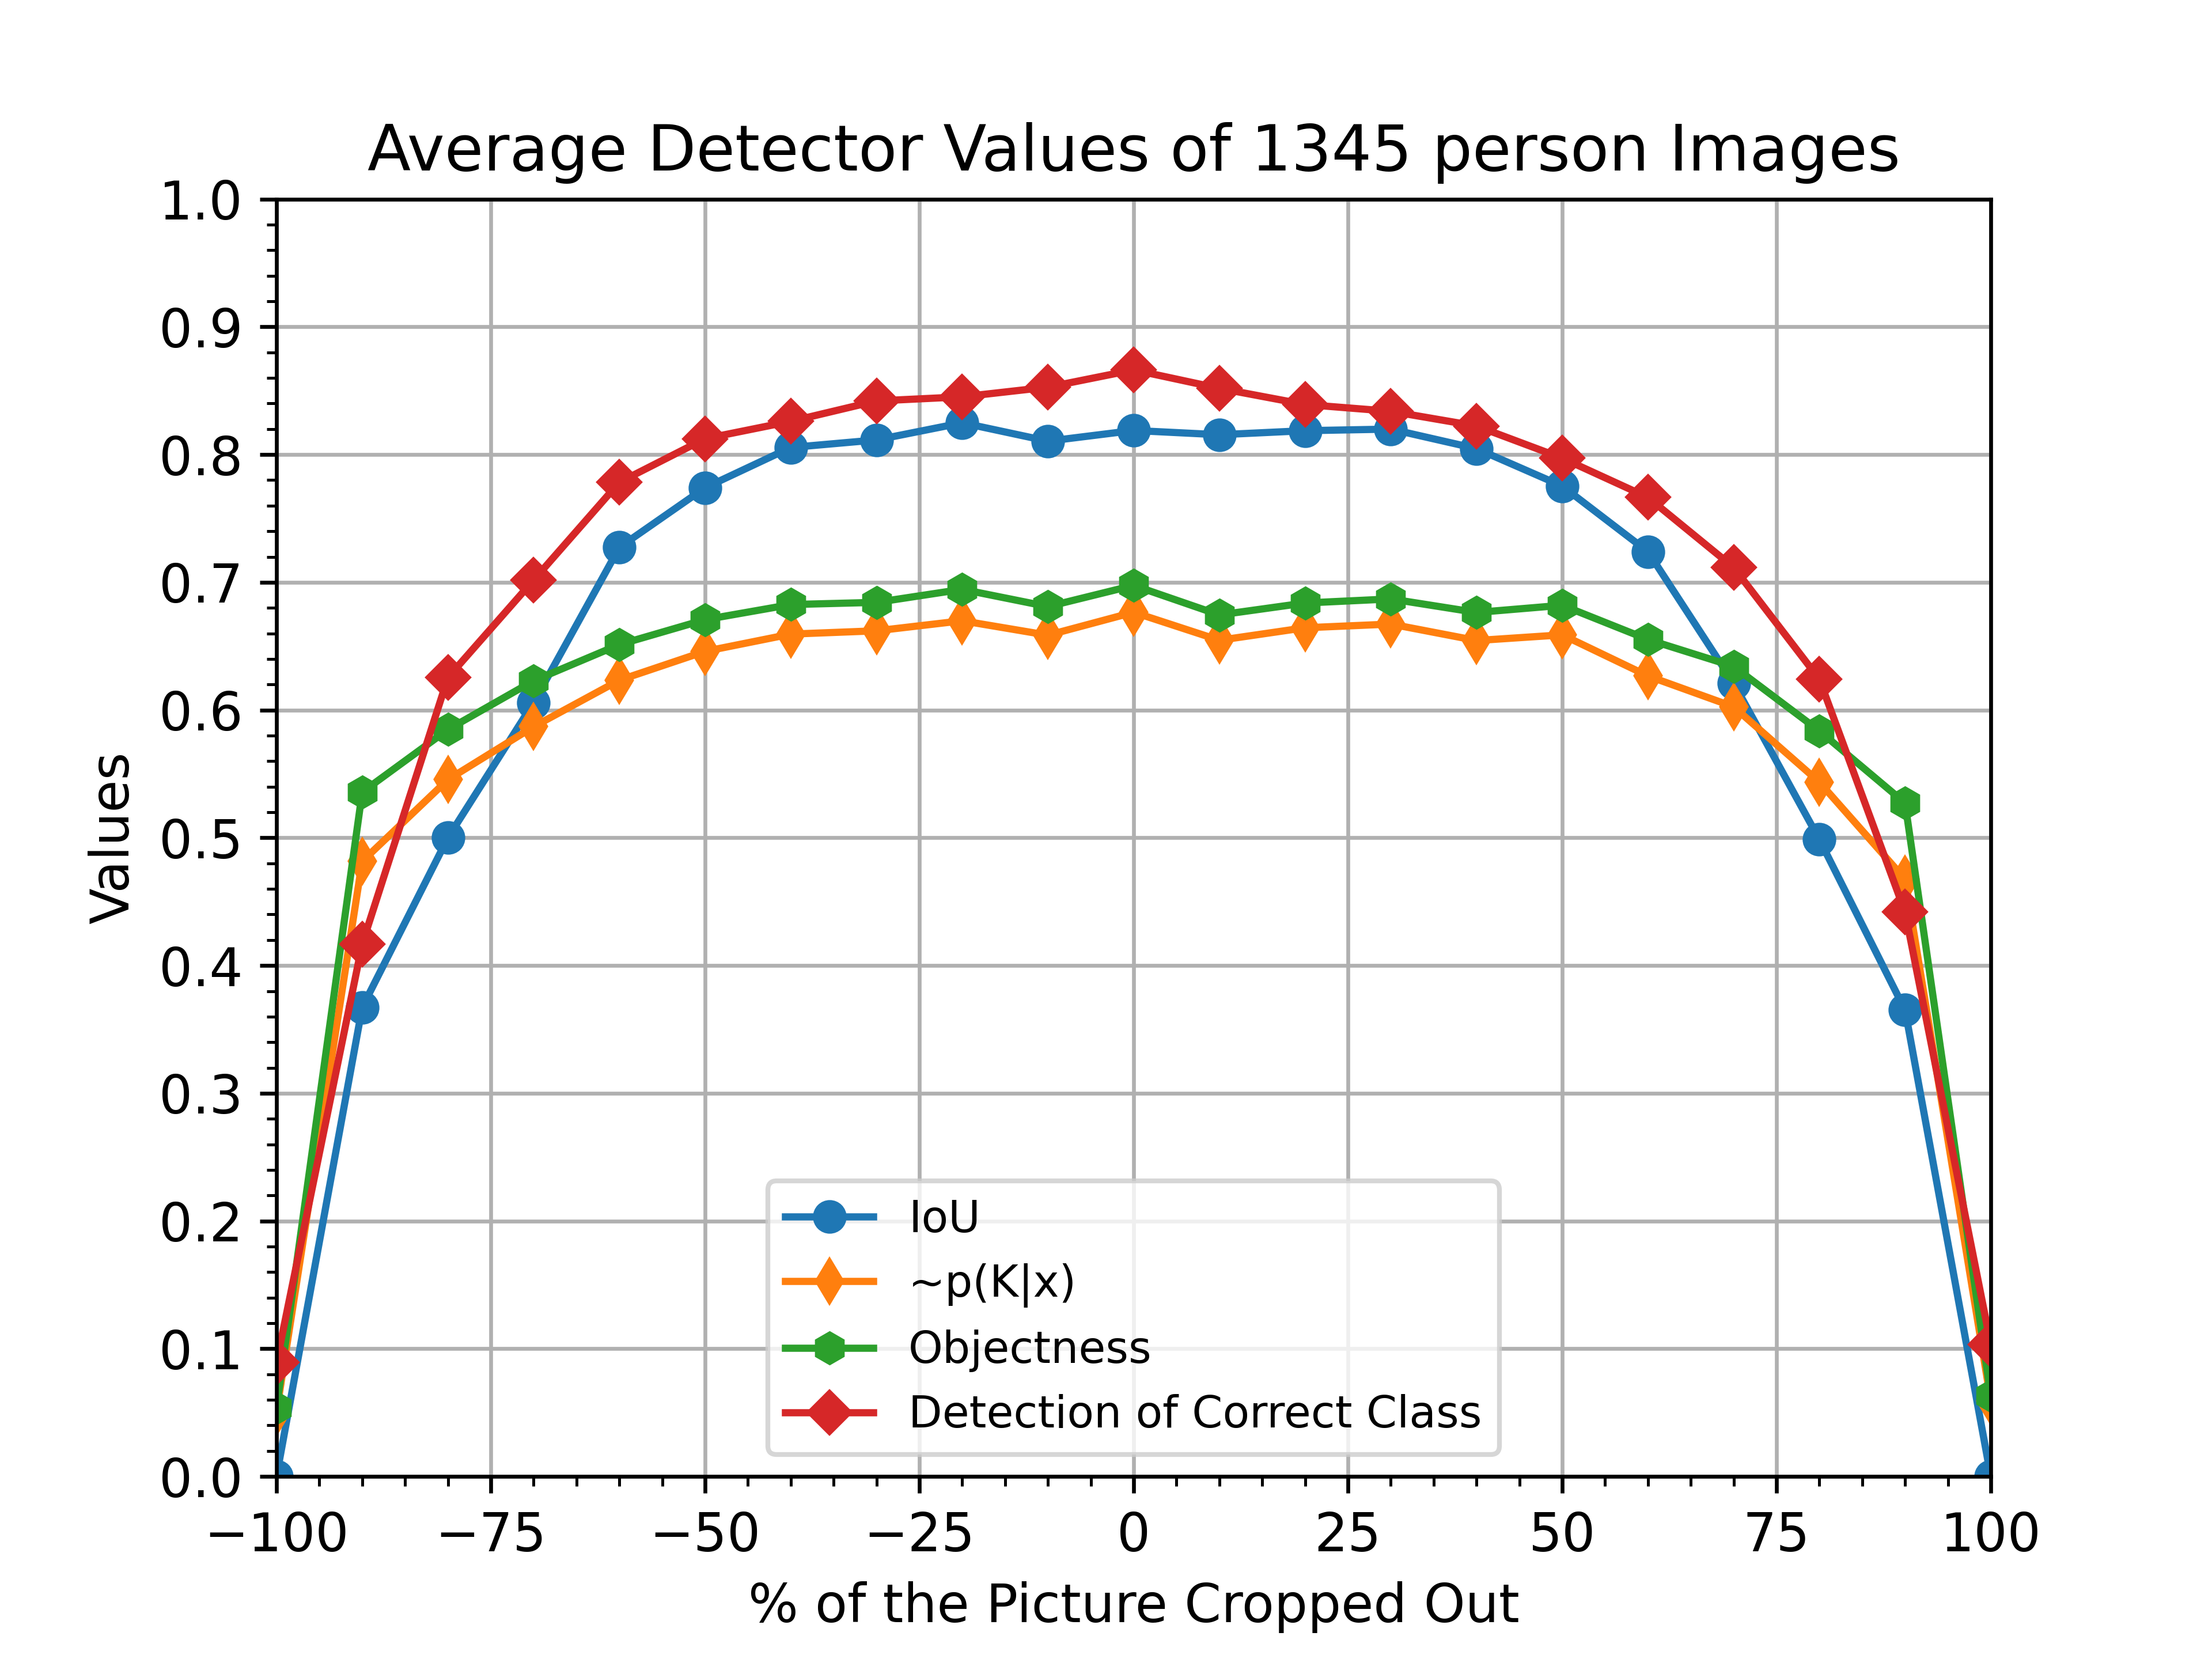 Average Detector Values of 1345 person Images
1.0
0.9
0.8
0.7
0.6
0.5
0.4
0.3
0.2
0.1
0.0
Values
IoU
~p(K|x)
Objectness
Detection of Correct Class
−100 −75 −50 −25 0 25 50 75 100
% of the Picture Cropped Out